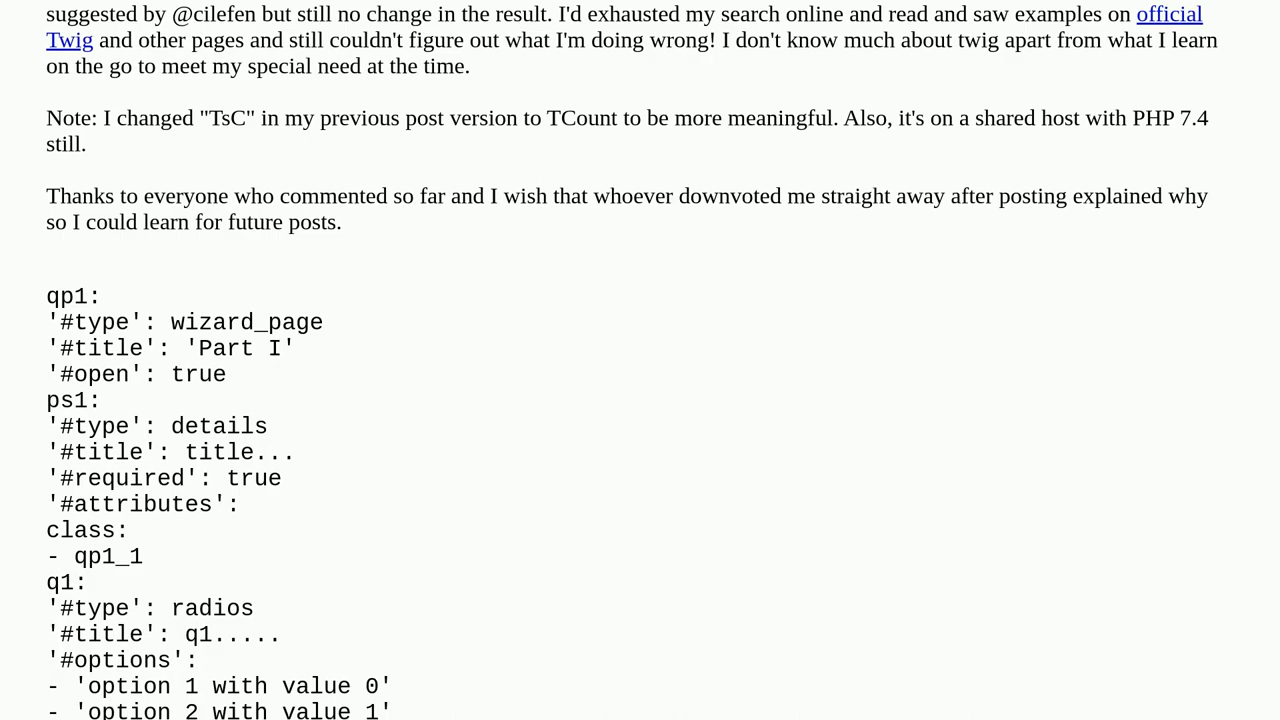 suggested by @cilefen but still no change in the result. I'd exhausted my search online and read and saw examples on official
Twig and other pages and still couldn't figure out what I'm doing wrong! I don't know much about twig apart from what I learn
on the go to meet my special need at the time.
Note: I changed "TsC" in my previous post version to TCount to be more meaningful. Also, it's on a shared host with PHP 7.4
still.
Thanks to everyone who commented so far and I wish that whoever downvoted me straight away after posting explained why
so I could learn for future posts.
qp1:
'#type': wizard_page
'#title': 'Part I'
'#open': true
ps1:
'#type': details
'#title': title...
'#required': true
'#attributes':
class:
- qp1_1
q1:
'#type': radios
'#title': q1.....
'#options':
- 'option 1 with value 0'
- 'option 2 with value 1'